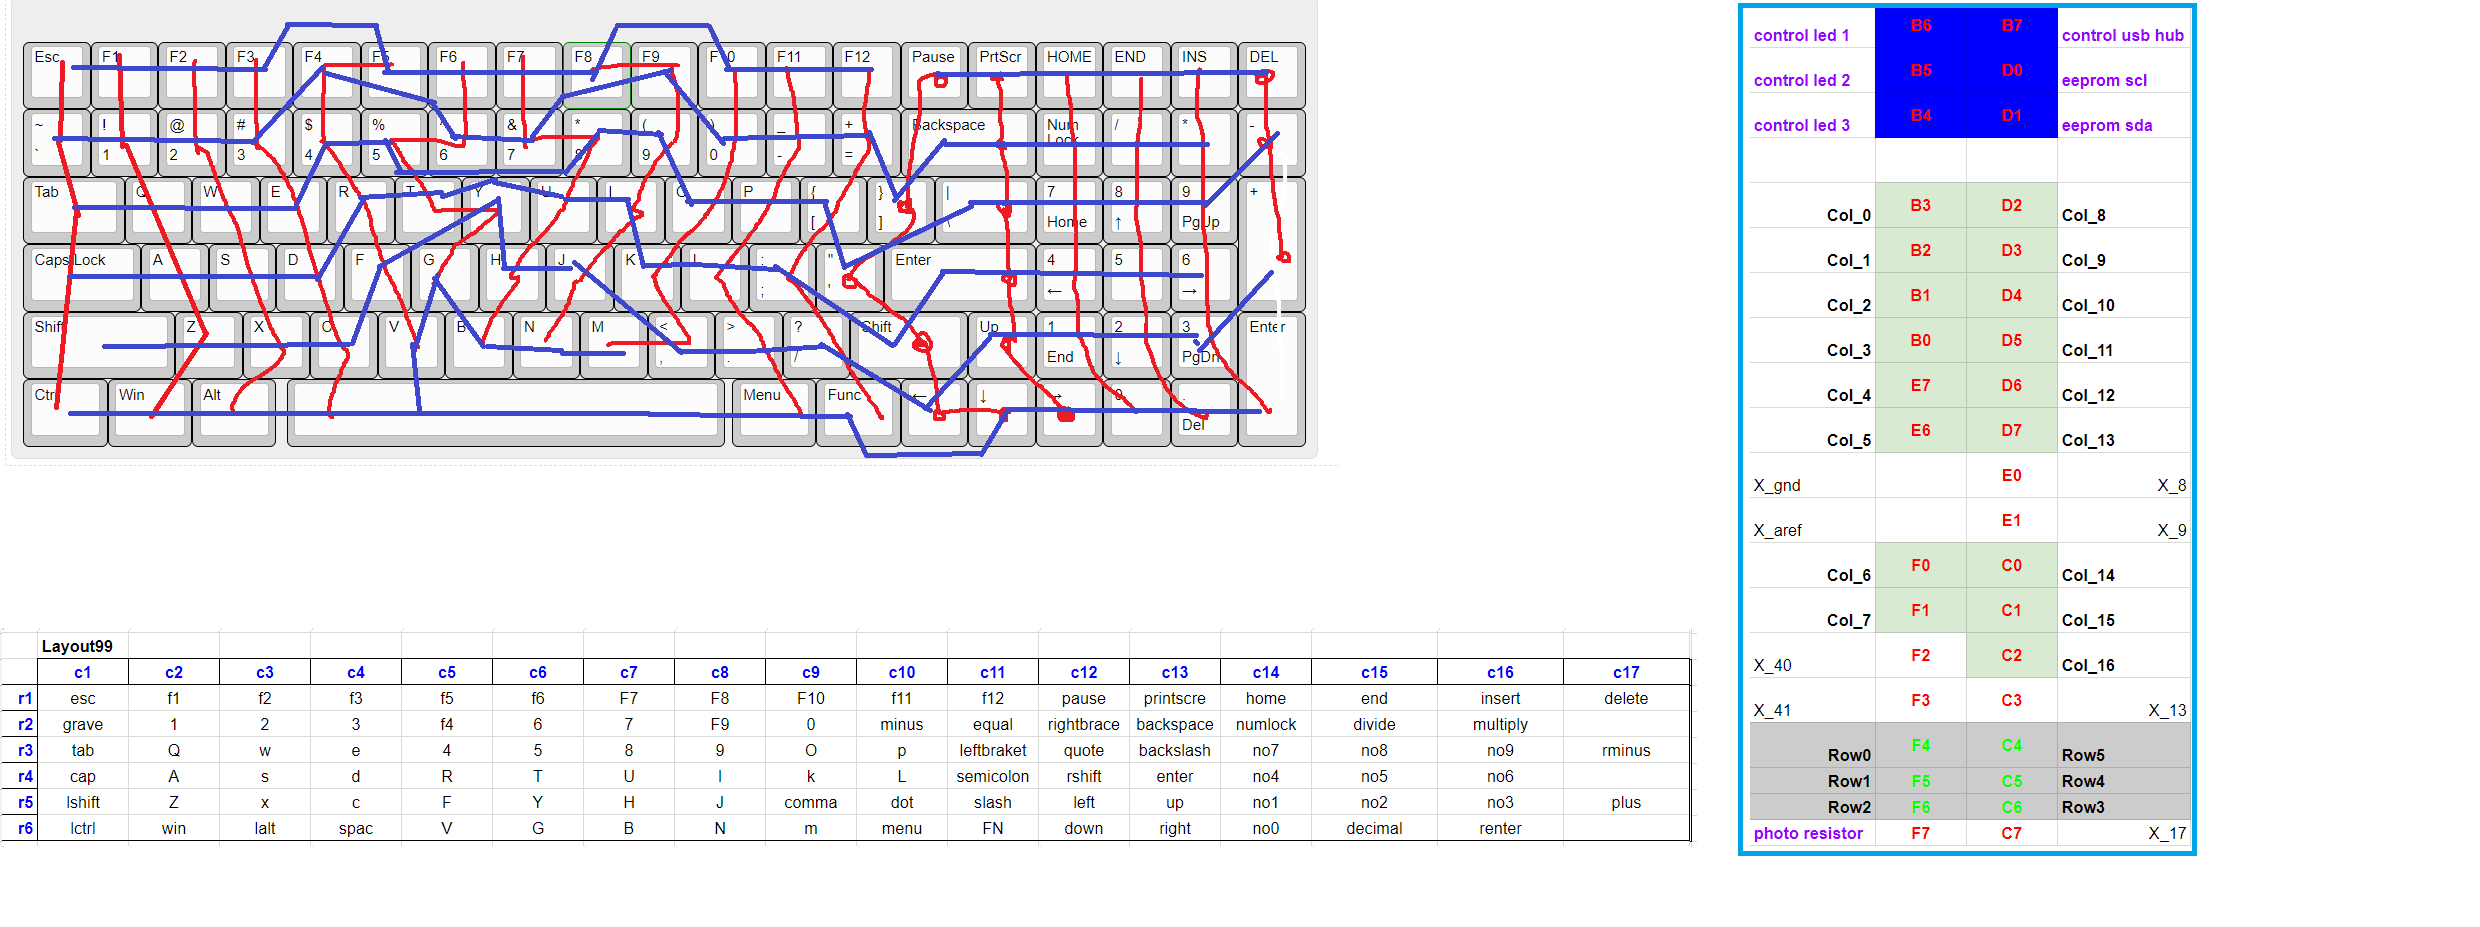 Esc F1 F2 F3 F4 F5 F6 F7 F8 F9 F10 F11 F12 Pause PrtScr HOME END INS DEL
~ ! @ # $ % ^ & * ( ) _ + Backspace Num Lock / * -
` 1 2 3 4 5 6 7 8 9 0 - =
Tab Q W E R T Y U I O P { } | 7 8 9 +
[ ] \ Home ↑ PgUp
Caps Lock A S D F G H J K L : " Enter 4 5 6
; ' ← →
Shift Z X C V B N M < > ? Shift Up 1 2 3 Enter
, . / End ↓ PgDn
Ctrl Win Alt Menu Func ← ↓ → 0 .
Del
Layout99
c1 c2 c3 c4 c5 c6 c7 c8 c9 c10 c11 c12 c13 c14 c15 c16 c17
r1 esc f1 f2 f3 f5 f6 F7 F8 F10 f11 f12 pause printscre home end insert delete
r2 grave 1 2 3 f4 6 7 F9 0 minus equal rightbrace backspace numlock divide multiply
r3 tab Q w e 4 5 8 9 O p leftbraket quote backslash no7 no8 no9 rminus
r4 cap A s d R T U I k L semicolon rshift enter no4 no5 no6
r5 lshift Z x c F Y H J comma dot slash left up no1 no2 no3 plus
r6 lctrl win lalt spac V G B N m menu FN down right no0 decimal renter
control led 1 B6 B7 control usb hub
control led 2 B5 D0 eeprom scl
control led 3 B4 D1 eeprom sda
Col_0 B3 D2 Col_8
Col_1 B2 D3 Col_9
Col_2 B1 D4 Col_10
Col_3 B0 D5 Col_11
Col_4 E7 D6 Col_12
Col_5 E6 D7 Col_13
X_gnd E0 X_8
X_aref E1 X_9
Col_6 F0 C0 Col_14
Col_7 F1 C1 Col_15
X_40 F2 C2 Col_16
X_41 F3 C3 X_13
Row0 F4 C4 Row5
Row1 F5 C5 Row4
Row2 F6 C6 Row3
photo resistor F7 C7 X_17